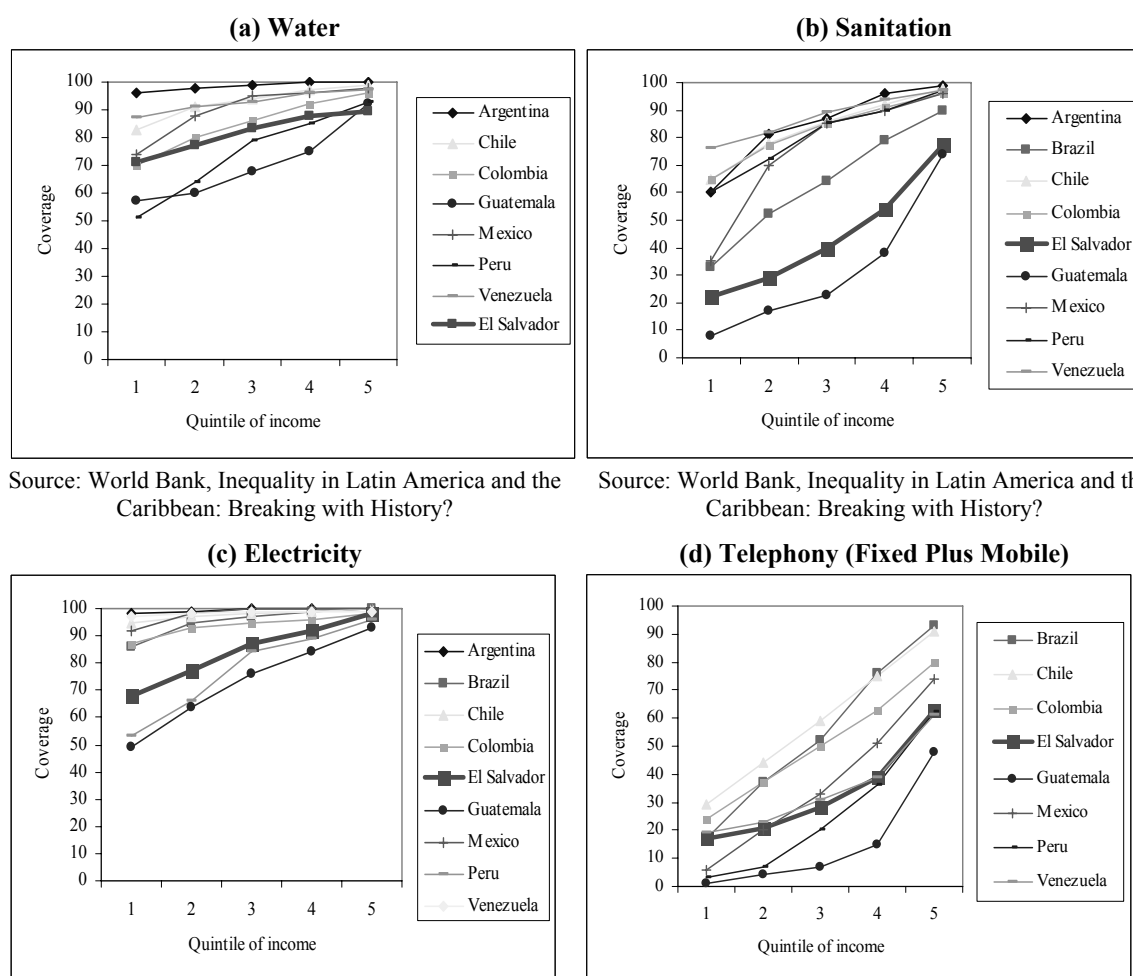 (a) Water
100
90
80
70
60
50
40
30
20
10
0
Coverage
1 2 3 4 5
Quintile of income
Argentina
Chile
Colombia
Guatemala
Mexico
Peru
Venezuela
El Salvador
Source: World Bank, Inequality in Latin America and the
Caribbean: Breaking with History?
(b) Sanitation
100
90
80
70
60
50
40
30
20
10
0
Coverage
1 2 3 4 5
Quintile of income
Argentina
Brazil
Chile
Colombia
El Salvador
Guatemala
Mexico
Peru
Venezuela
Source: World Bank, Inequality in Latin America and th
Caribbean: Breaking with History?
(c) Electricity
100
90
80
70
60
50
40
30
20
10
0
Coverage
1 2 3 4 5
Quintile of income
Argentina
Brazil
Chile
Colombia
El Salvador
Guatemala
Mexico
Peru
Venezuela
(d) Telephony (Fixed Plus Mobile)
100
90
80
70
60
50
40
30
20
10
0
Coverage
1 2 3 4 5
Quintile of income
Brazil
Chile
Colombia
El Salvador
Guatemala
Mexico
Peru
Venezuela